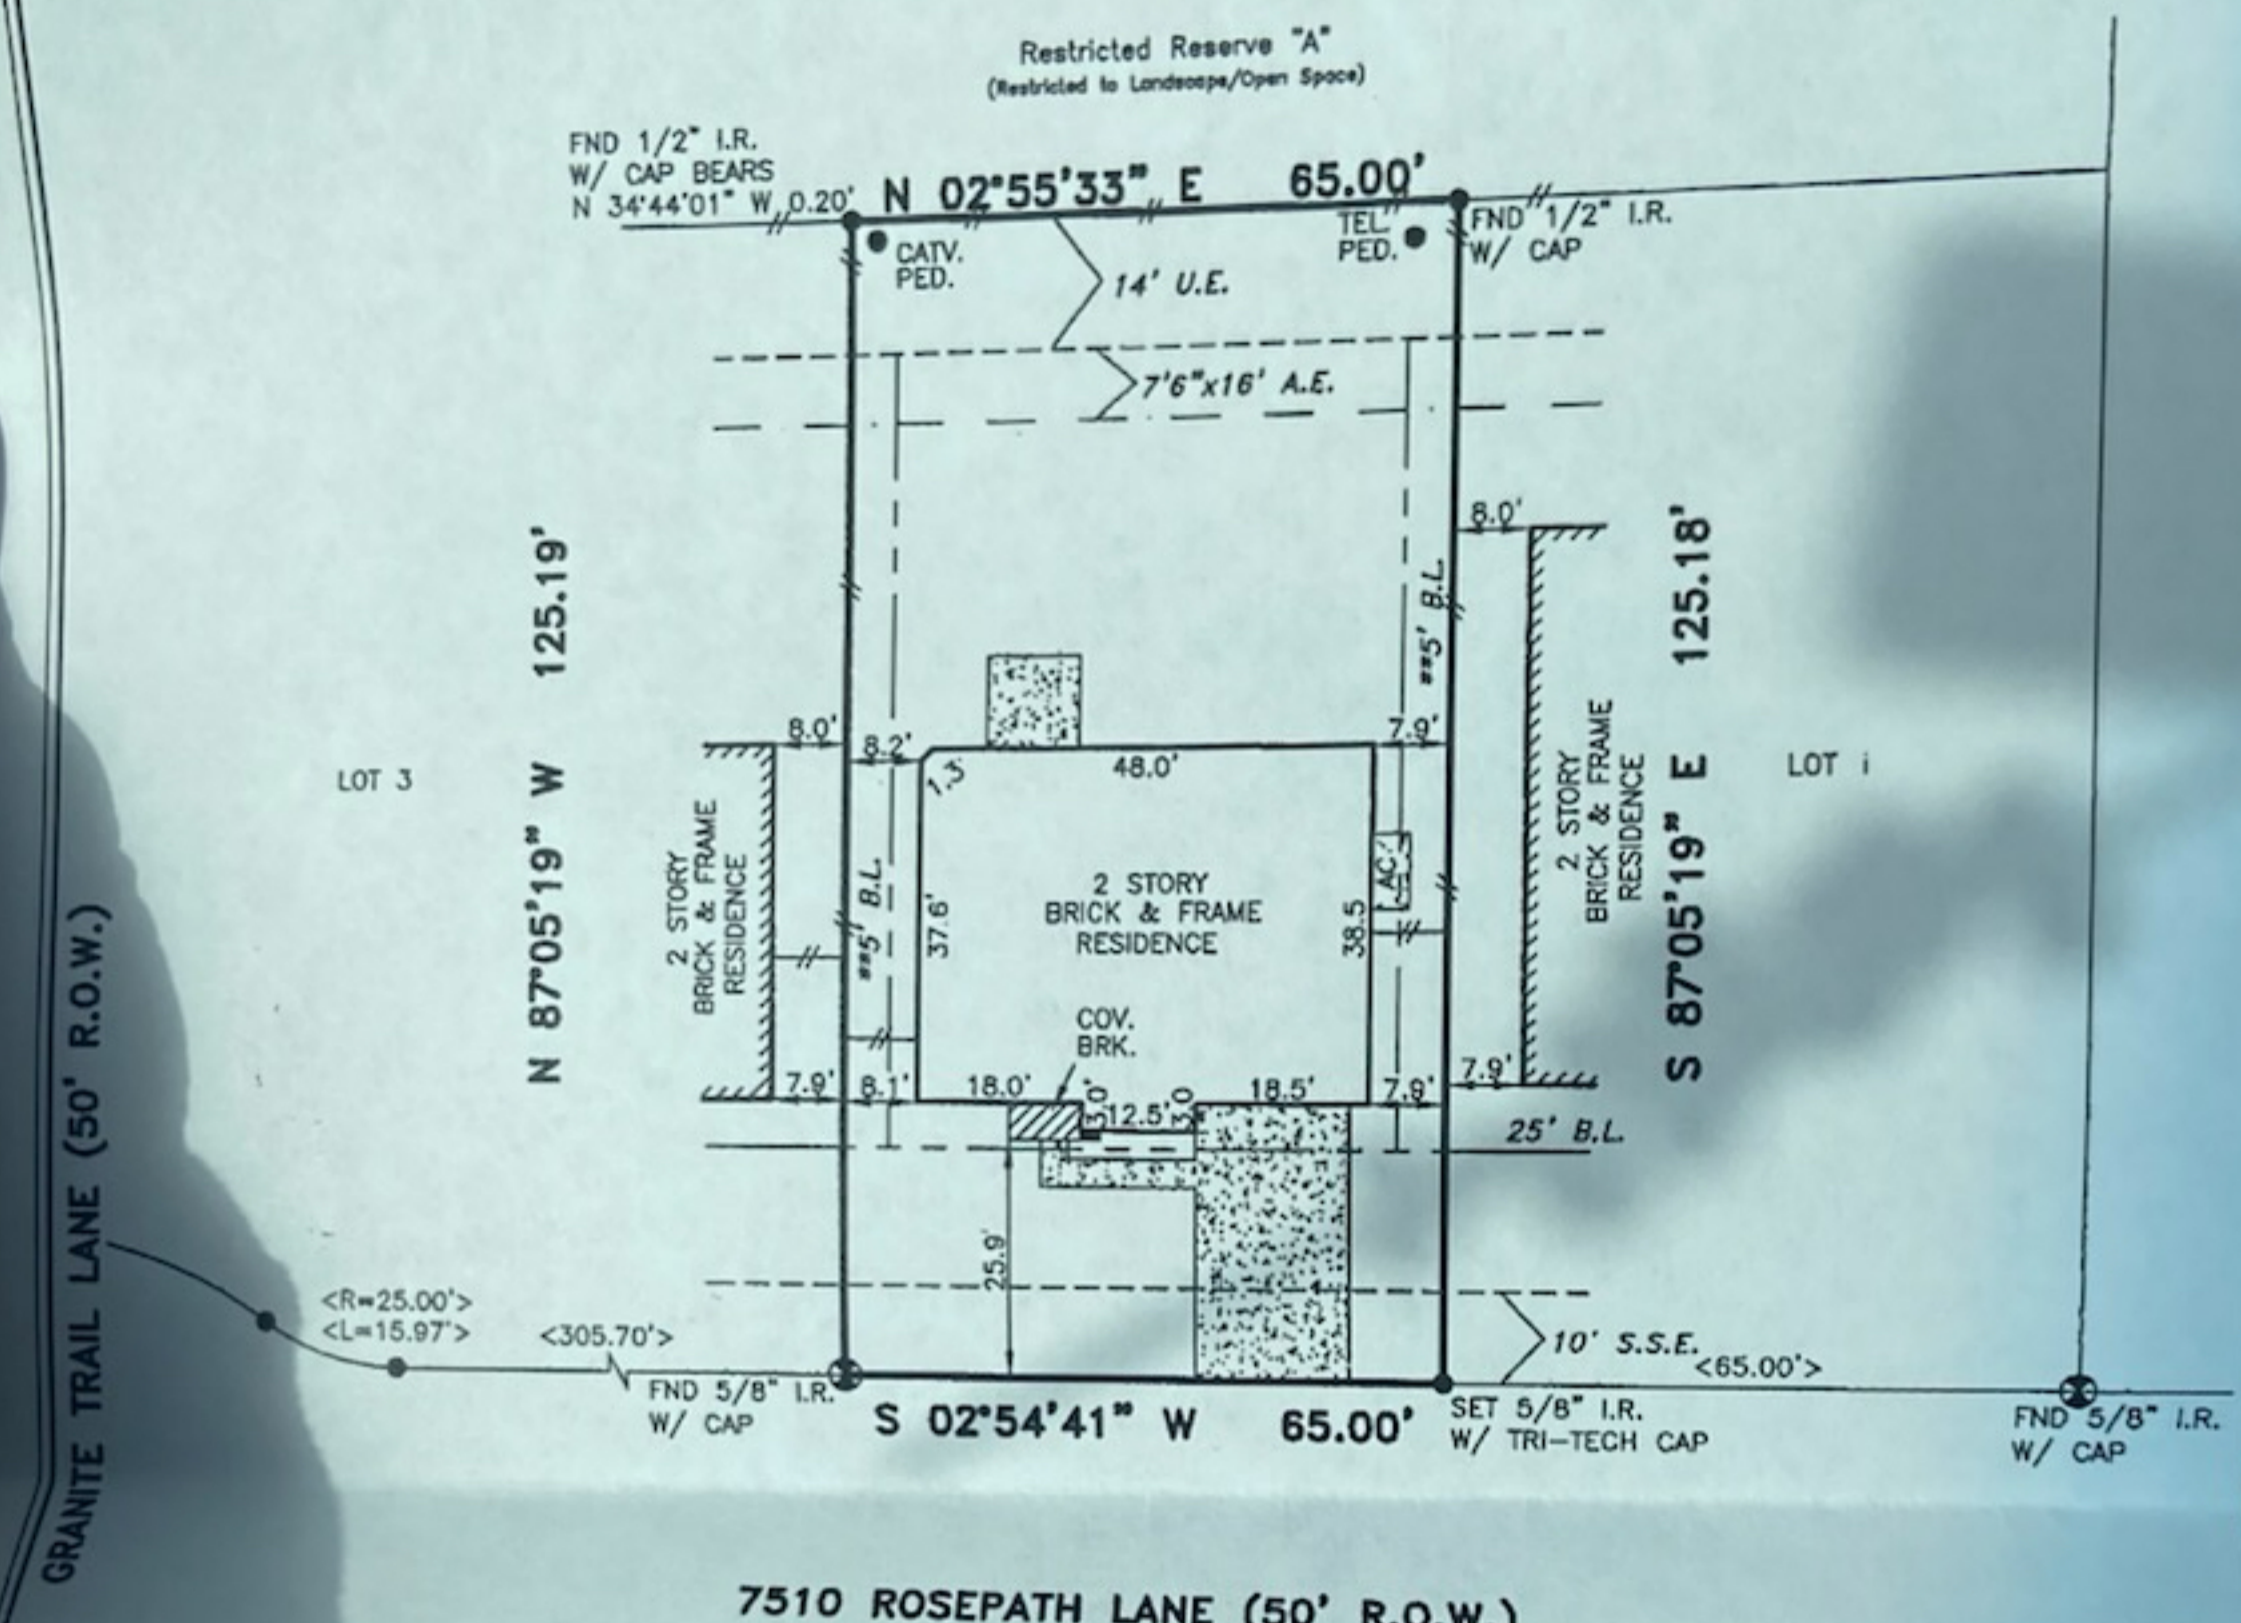 Restricted Reserve "A"
(Restricted to Landscape/Open Space)
FND 1/2" I.R.
W/ CAP BEARS
N 34°44'01" W 0.20'
N 02°55'33" E 65.00'
FND 1/2" I.R.
W/ CAP
CATV.
PED.
TEL
PED.
14' U.E.
7'6"x16' A.E.
N 87°05'19" W 125.19'
8.0'
**5' B.L.
S 87°05'19" E 125.18'
LOT 3
8.0'
8.2'
1.3'
48.0'
7.9'
LOT 1
2 STORY
BRICK & FRAME
RESIDENCE
**5' B.L.
37.6'
2 STORY
BRICK & FRAME
RESIDENCE
38.5
AC
2 STORY
BRICK & FRAME
RESIDENCE
COV.
BRK.
7.9'
8.1'
18.0'
3.0'
12.5'
3.0
18.5'
7.9'
7.9'
25' B.L.
25.9'
GRANITE TRAIL LANE (50' R.O.W.)
<R=25.00'>
<L=15.97'>
<305.70'>
10' S.S.E.
<65.00'>
FND 5/8" I.R.
W/ CAP
S 02°54'41" W 65.00'
SET 5/8" I.R.
W/ TRI-TECH CAP
FND 5/8" I.R.
W/ CAP
7510 ROSEPATH LANE (50' R.O.W.)